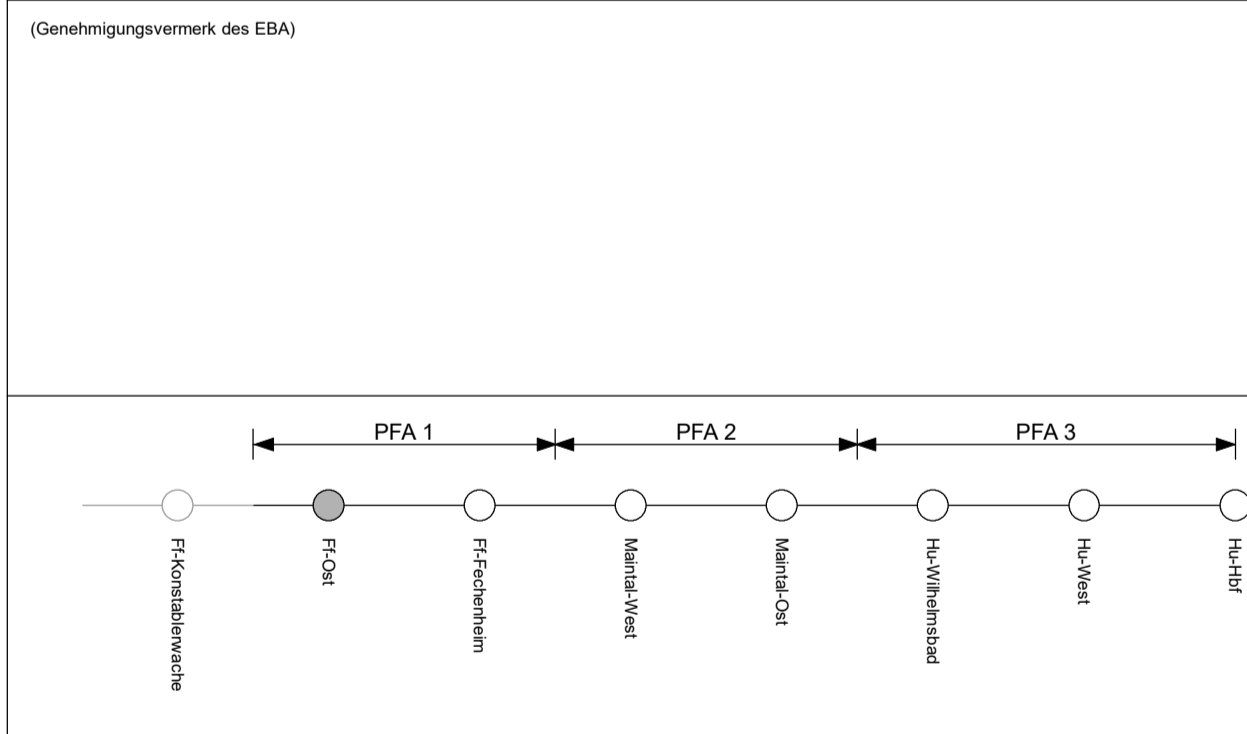 (Genehmigungsvermerk des EBA)
PFA 1
PFA 2
PFA 3
Ff-Konstablerwache
Ff-Ost
Ff-Fechenheim
Maintal-West
Maintal-Ost
Hu-Wilhelmsbad
Hu-West
Hu-Hbf